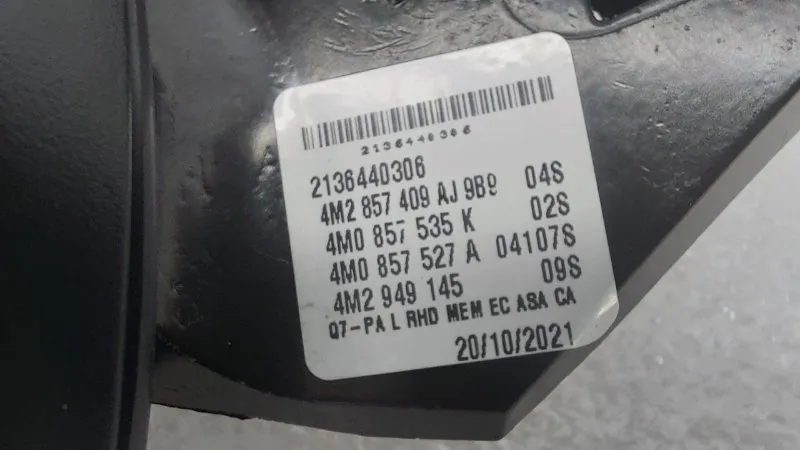 2136440306
2136440306
4M2 857 409 AJ 9B9 04S
4M0 857 535 K 02S
4M0 857 527 A 04107S
4M2 949 145 09S
Q7-PA L RHD MEM EC ASA CA
20/10/2021